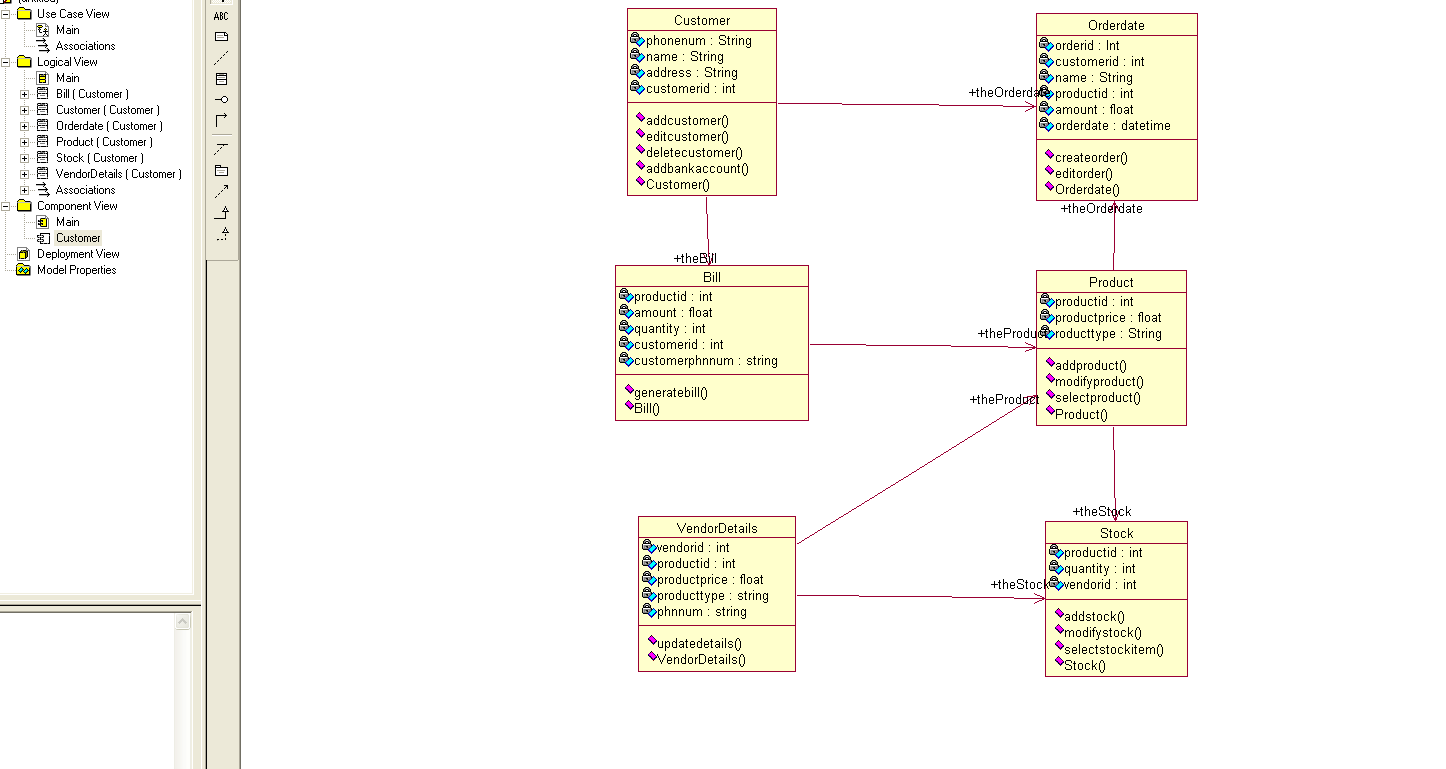 (untitled)
Use Case View
Main
Associations
Logical View
Main
Bill ( Customer )
Customer ( Customer )
Orderdate ( Customer )
Product ( Customer )
Stock ( Customer )
VendorDetails ( Customer )
Associations
Component View
Main
Customer
Deployment View
Model Properties
ABC
Customer
phonenum : String
name : String
address : String
customerid : int
addcustomer()
editcustomer()
deletecustomer()
addbankaccount()
Customer()
+theOrderdate
Orderdate
orderid : Int
customerid : int
name : String
productid : int
amount : float
orderdate : datetime
createorder()
editorder()
Orderdate()
+theOrderdate
+theBill
Bill
productid : int
amount : float
quantity : int
customerid : int
customerphnnum : string
generatebill()
Bill()
+theProduct
Product
productid : int
productprice : float
roducttype : String
addproduct()
modifyproduct()
selectproduct()
Product()
+theProduct
+theStock
VendorDetails
vendorid : int
productid : int
productprice : float
producttype : string
phnnum : string
updatedetails()
VendorDetails()
+theStock
Stock
productid : int
quantity : int
vendorid : int
addstock()
modifystock()
selectstockitem()
Stock()